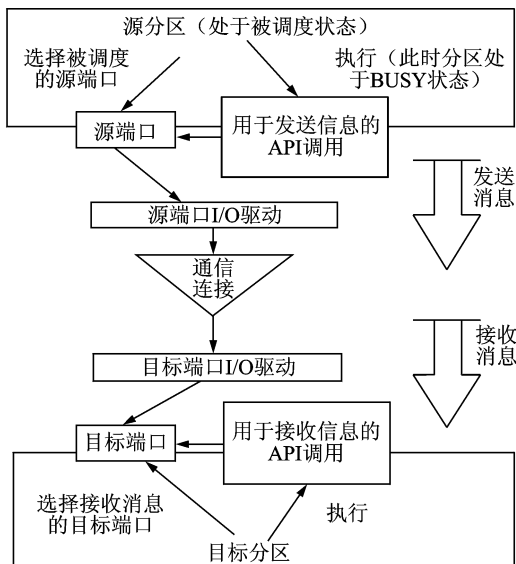 源分区（处于被调度状态）
选择被调度
的源端口
执行（此时分区处
于BUSY状态）
源端口
用于发送信息的
API调用
发送
消息
源端口I/O驱动
通信
连接
接收
消息
目标端口I/O驱动
目标端口
用于接收信息的
API调用
选择接收消息
的目标端口
执行
目标分区